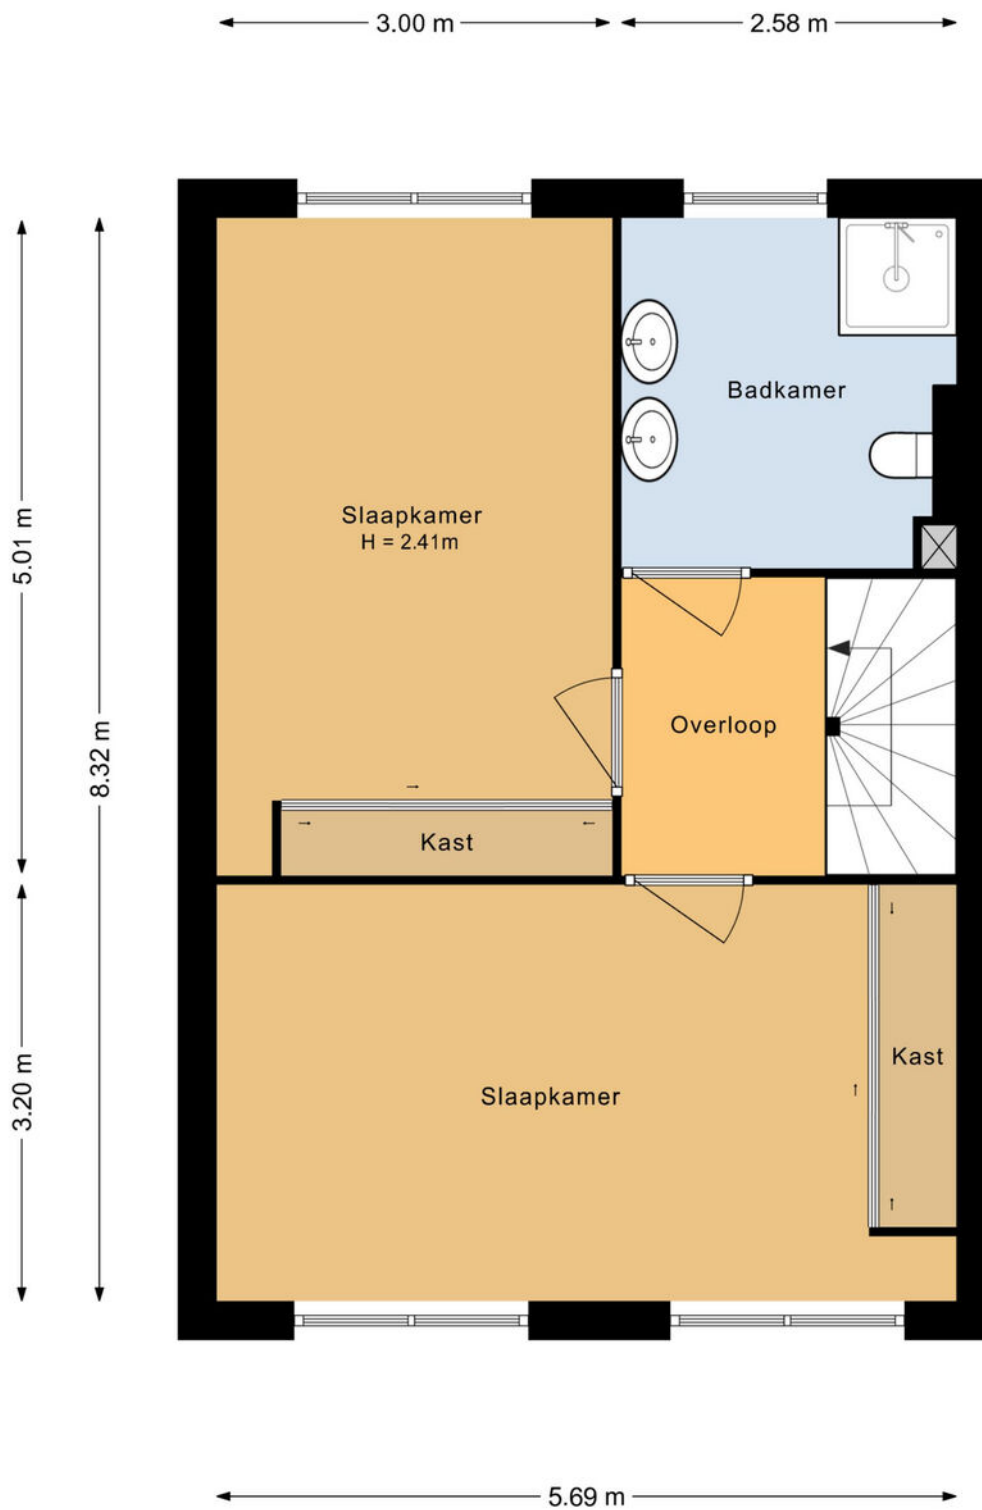 3.00 m
2.58 m
Badkamer
Slaapkamer
H = 2.41m
5.01 m
8.32 m
Overloop
Kast
3.20 m
Kast
Slaapkamer
5.69 m